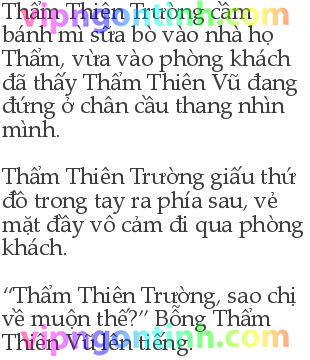 Thẩm Thiên Trường cầm
bánh mì sữa bò vào nhà họ
Thẩm, vừa vào phòng khách
đã thấy Thẩm Thiên Vũ đang
đứng ở chân cầu thang nhìn
mình.
Thẩm Thiên Trường giấu thứ
đồ trong tay ra phía sau, vẻ
mặt đầy vô cảm đi qua phòng
khách.
“Thẩm Thiên Trường, sao chị
về muộn thế?” Bỗng Thẩm
Thiên Vũ lên tiếng.
vipngontinh.com
vipngontinh.com